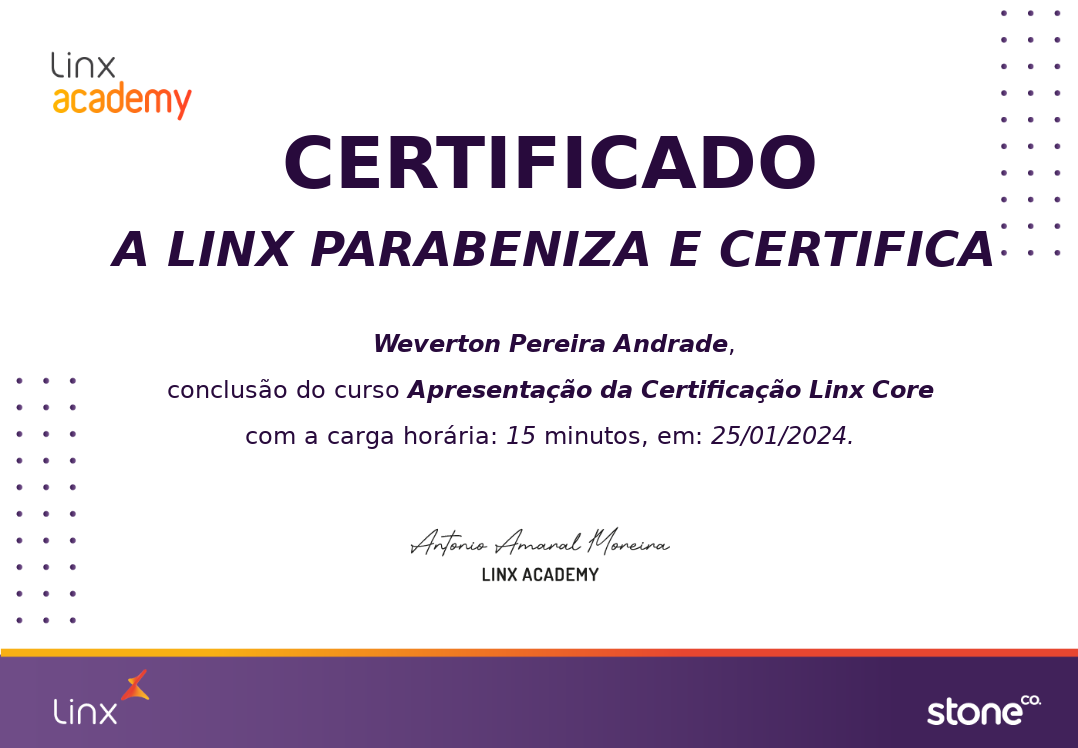 Linx
academy
CERTIFICADO
A LINX PARABENIZA E CERTIFICA
Weverton Pereira Andrade,
conclusão do curso Apresentação da Certificação Linx Core
com a carga horária: 15 minutos, em: 25/01/2024.
Antonio Amaral Moreira
LINX ACADEMY
Linx
stone co.